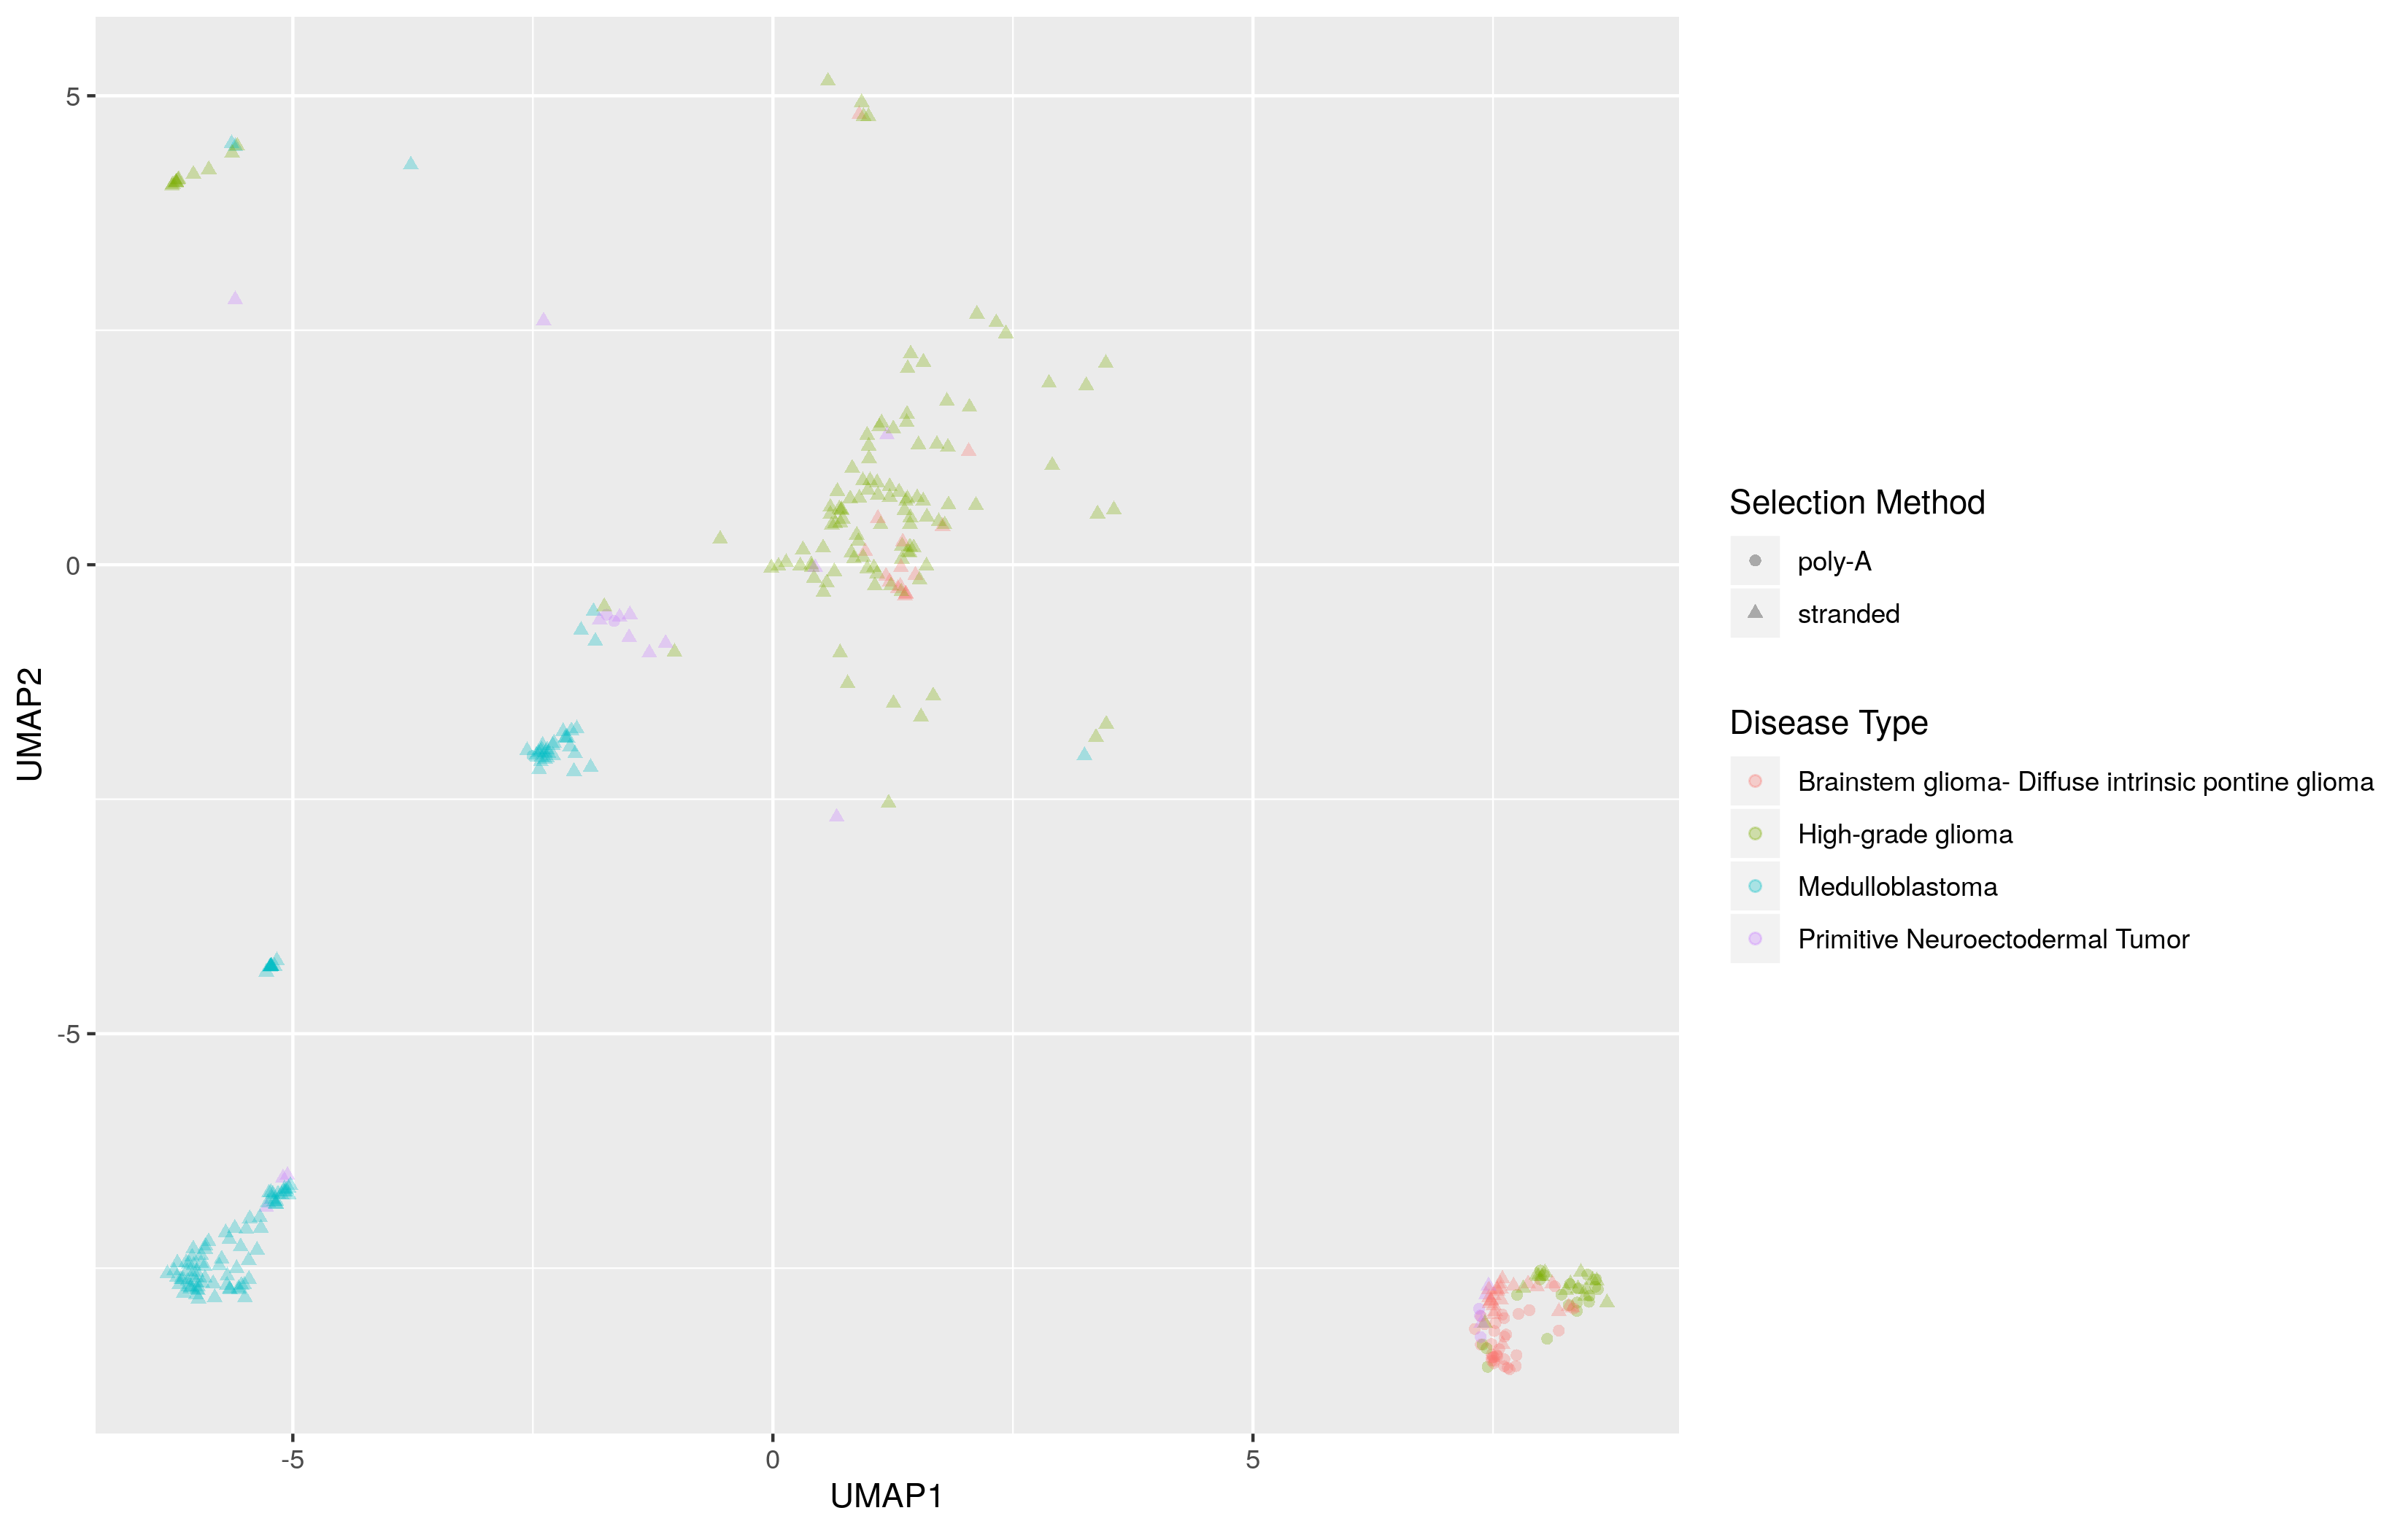 5
0
-5
UMAP2
-5
0
5
UMAP1
Selection Method
poly-A
stranded
Disease Type
Brainstem glioma- Diffuse intrinsic pontine glioma
High-grade glioma
Medulloblastoma
Primitive Neuroectodermal Tumor